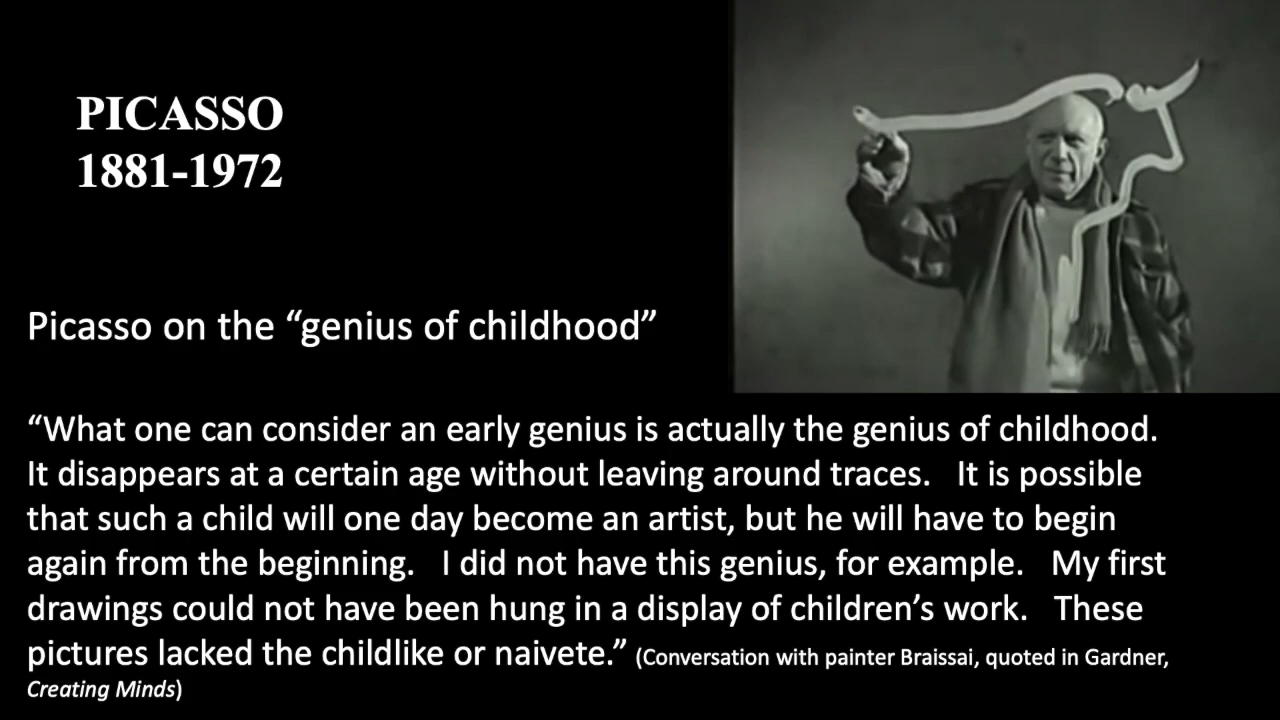 PICASSO
1881-1972
Picasso on the “genius of childhood”
“What one can consider an early genius is actually the genius of childhood.
It disappears at a certain age without leaving around traces.   It is possible
that such a child will one day become an artist, but he will have to begin
again from the beginning.   I did not have this genius, for example.   My first
drawings could not have been hung in a display of children’s work.   These
pictures lacked the childlike or naivete.” (Conversation with painter Braissai, quoted in Gardner,
Creating Minds)